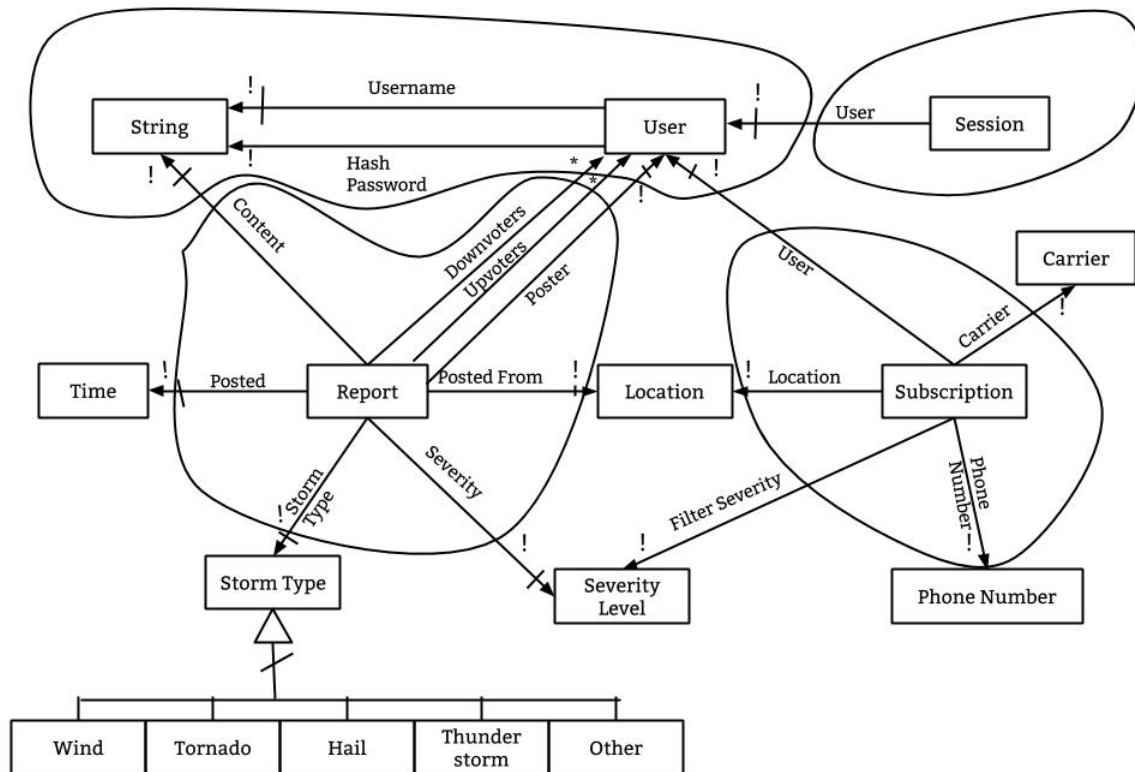 !
Username
!
String
User
User
Session
!
Hash
Password
!
*
*
!
!
Content
Downvoters
Upvoters
Poster
User
Carrier
Carrier
!
Time
!
Posted
Report
Posted From
!
Location
!
Location
Subscription
Storm
Type
!
Severity
!
Filter Severity
!
Phone
Number
!
Storm Type
Severity
Level
Phone Number
Wind
Tornado
Hail
Thunder
storm
Other